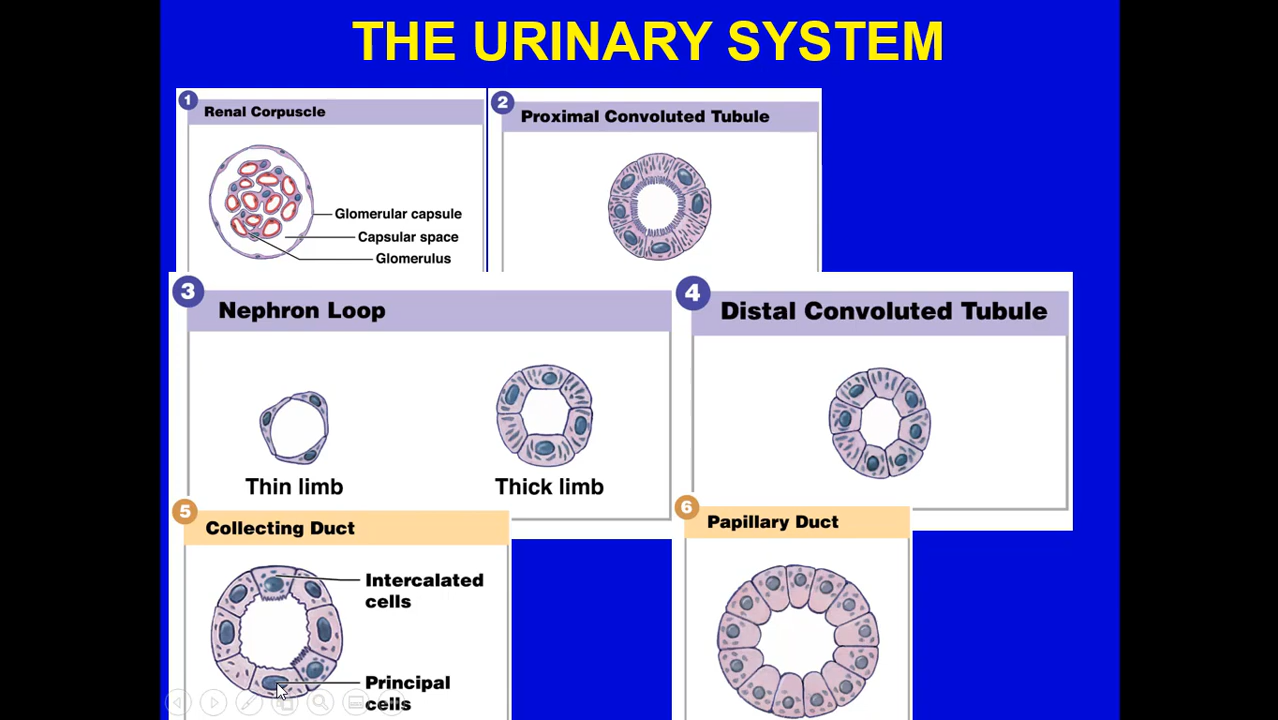 THE URINARY SYSTEM
1
Renal Corpuscle
Glomerular capsule
Capsular space
Glomerulus
2
Proximal Convoluted Tubule
3
Nephron Loop
Thin limb
Thick limb
4
Distal Convoluted Tubule
5
Collecting Duct
Intercalated
cells
Principal
cells
6
Papillary Duct